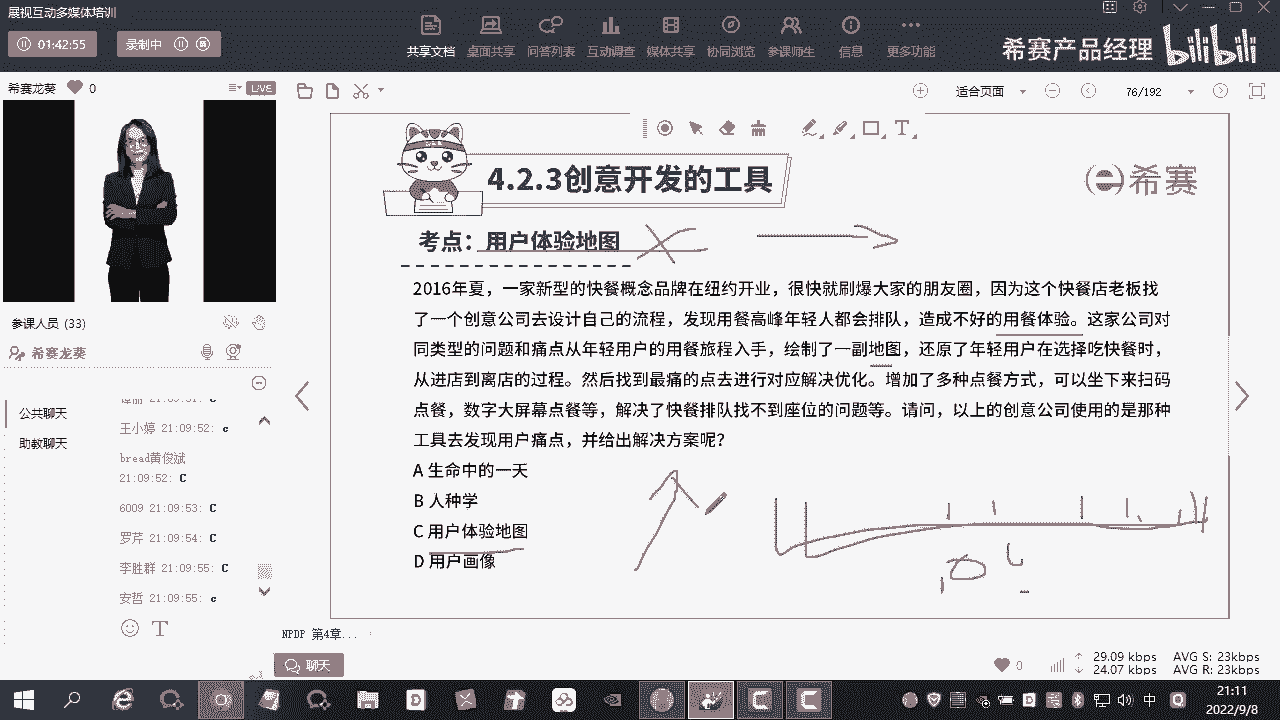 展视互动多媒体培训
01:42:55
录制中
共享文档
桌面共享
问答列表
互动调查
媒体共享
协同浏览
参课师生
信息
更多功能
希赛产品经理
bilibili
希赛龙葵
0
LIVE
适合页面
76/192
参课人员 (33)
希赛龙葵
公共聊天
助教聊天
王小婷 21:09:52: c
bread黄俊斌
21:09:52: C
6009 21:09:53: C
罗芹 21:09:54: C
李胜群 21:09:55: C
安哲 21:09:55: c
4.2.3创意开发的工具
希赛
考点：用户体验地图
2016年夏，一家新型的快餐概念品牌在纽约开业，很快就刷爆大家的朋友圈，因为这个快餐店老板找
了一个创意公司去设计自己的流程，发现用餐高峰年轻人都会排队，造成不好的用餐体验。这家公司对
同类型的问题和痛点从年轻用户的用餐旅程入手，绘制了一副地图，还原了年轻用户在选择吃快餐时，
从进店到离店的过程。然后找到最痛的点去进行对应解决优化。增加了多种点餐方式，可以坐下来扫码
点餐，数字大屏幕点餐等，解决了快餐排队找不到座位的问题等。请问，以上的创意公司使用的是那种
工具去发现用户痛点，并给出解决方案呢？
A 生命中的一天
B 人种学
C 用户体验地图
D 用户画像
NPDP 第4章...
聊天
0
29.09 kbps
AVG S: 23kbps
24.07 kbps
AVG R: 23kbps
中
21:11
2022/9/8